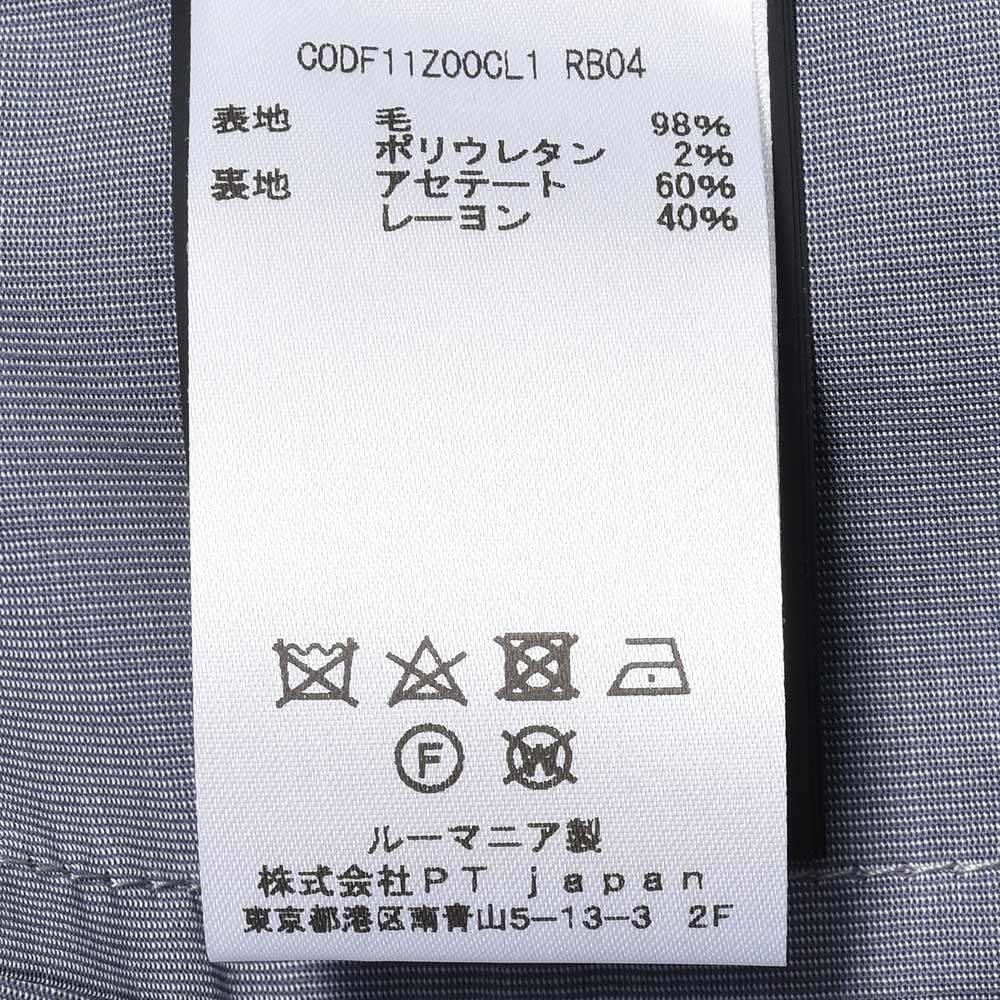 CODF11Z00CL1 RB04
表地 毛 98%
ポリウレタン 2%
裏地 アセテート 60%
レーヨン 40%
F W
ルーマニア製
株式会社PT japan
東京都港区南青山5-13-3 2F